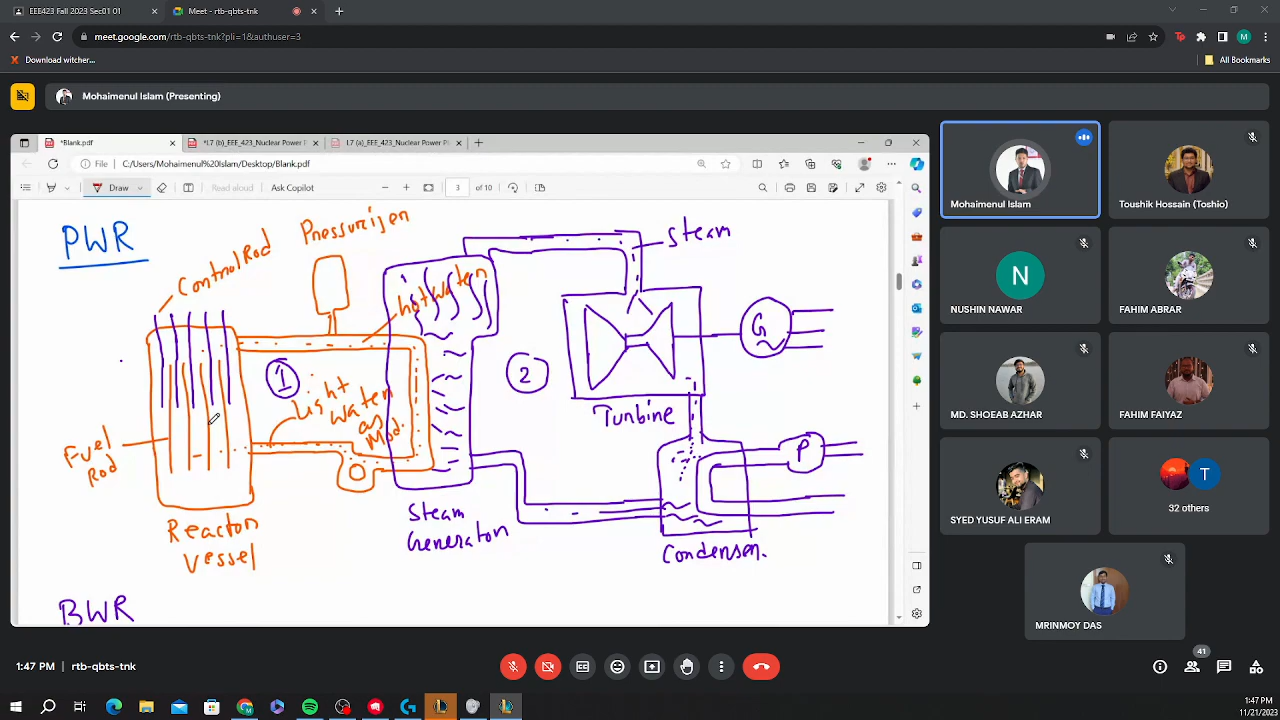 EEE423 Fall 2023 Sec01 01
Meet - rtb-qbts-tnk
meet.google.com/rtb-qbts-tnk?pli=1&authuser=3
Download witcher...
All Bookmarks
Mohaimenul Islam (Presenting)
*Blank.pdf
*L7 (b)_EEE_423_Nuclear Power I
L7 (a)_EEE_423_Nuclear Power Pl
File
C:/Users/Mohaimenul%20Islam/Desktop/Blank.pdf
Draw
Read aloud
Ask Copilot
3
of 10
PWR
Control Rod
Pressurizer
hot water
Steam
1
2
G
Light
Water
as
Mod.
Fuel
Rod
Turbine
P
Reactor
Vessel
Steam
Generator
Condenser.
BWR
Mohaimenul Islam
Toushik Hossain (Toshio)
N
NUSHIN NAWAR
FAHIM ABRAR
MD. SHOEAB AZHAR
FAHIM FAIYAZ
SYED YUSUF ALI ERAM
T
32 others
MRINMOY DAS
1:47 PM
rtb-qbts-tnk
41
1:47 PM
11/21/2023